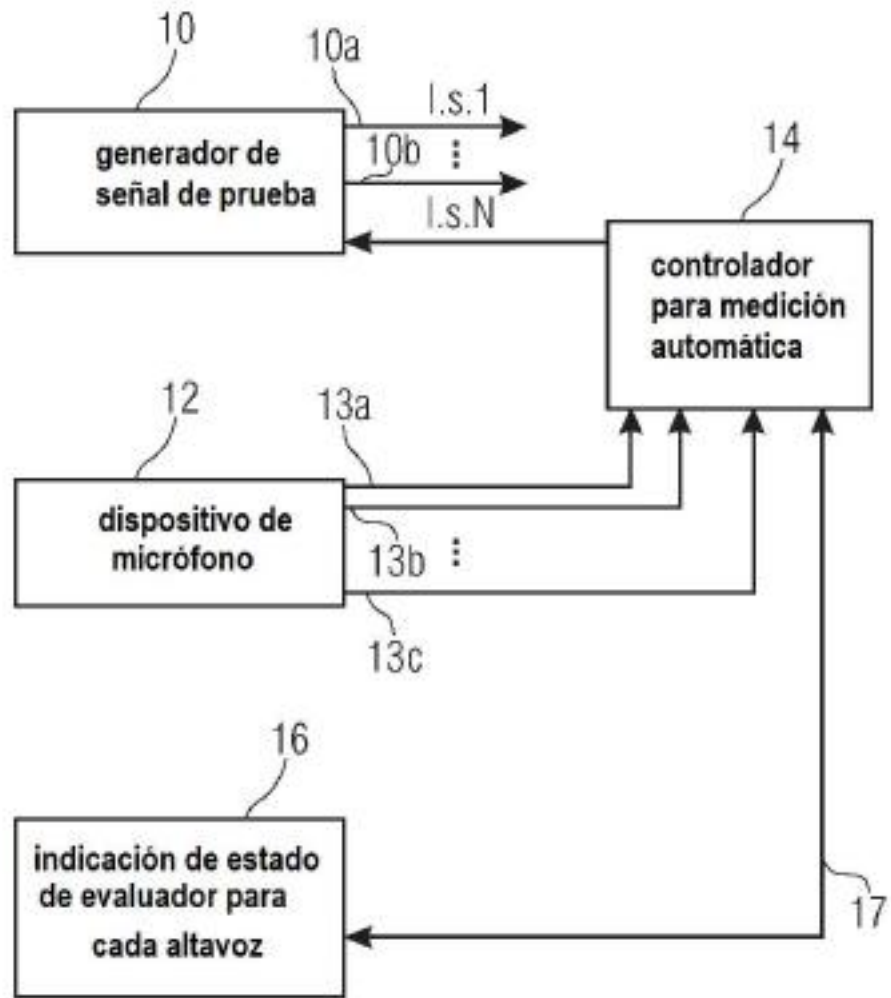 10
10a
l.s.1
generador de
señal de prueba
10b
l.s.N
14
controlador
para medición
automática
12
13a
dispositivo de
micrófono
13b
13c
16
indicación de estado
de evaluador para
cada altavoz
17